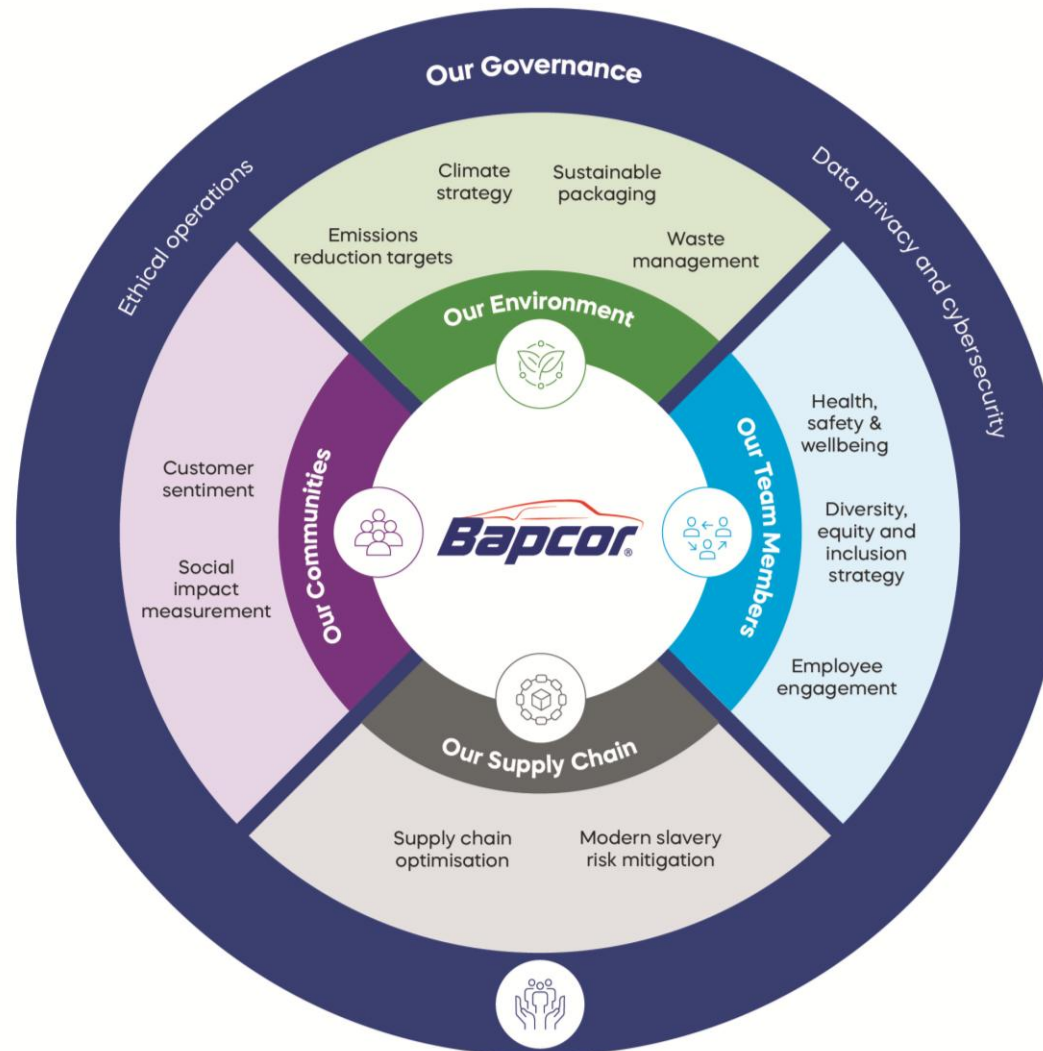 Our Governance
Ethical operations
Data privacy and cybersecurity
Climate
strategy
Sustainable
packaging
Emissions
reduction targets
Waste
management
Our Environment
Health,
safety &
wellbeing
Diversity,
equity and
inclusion
strategy
Employee
engagement
Our Team Members
Customer
sentiment
Social
impact
measurement
Our Communities
Bapcor®
Our Supply Chain
Supply chain
optimisation
Modern slavery
risk mitigation